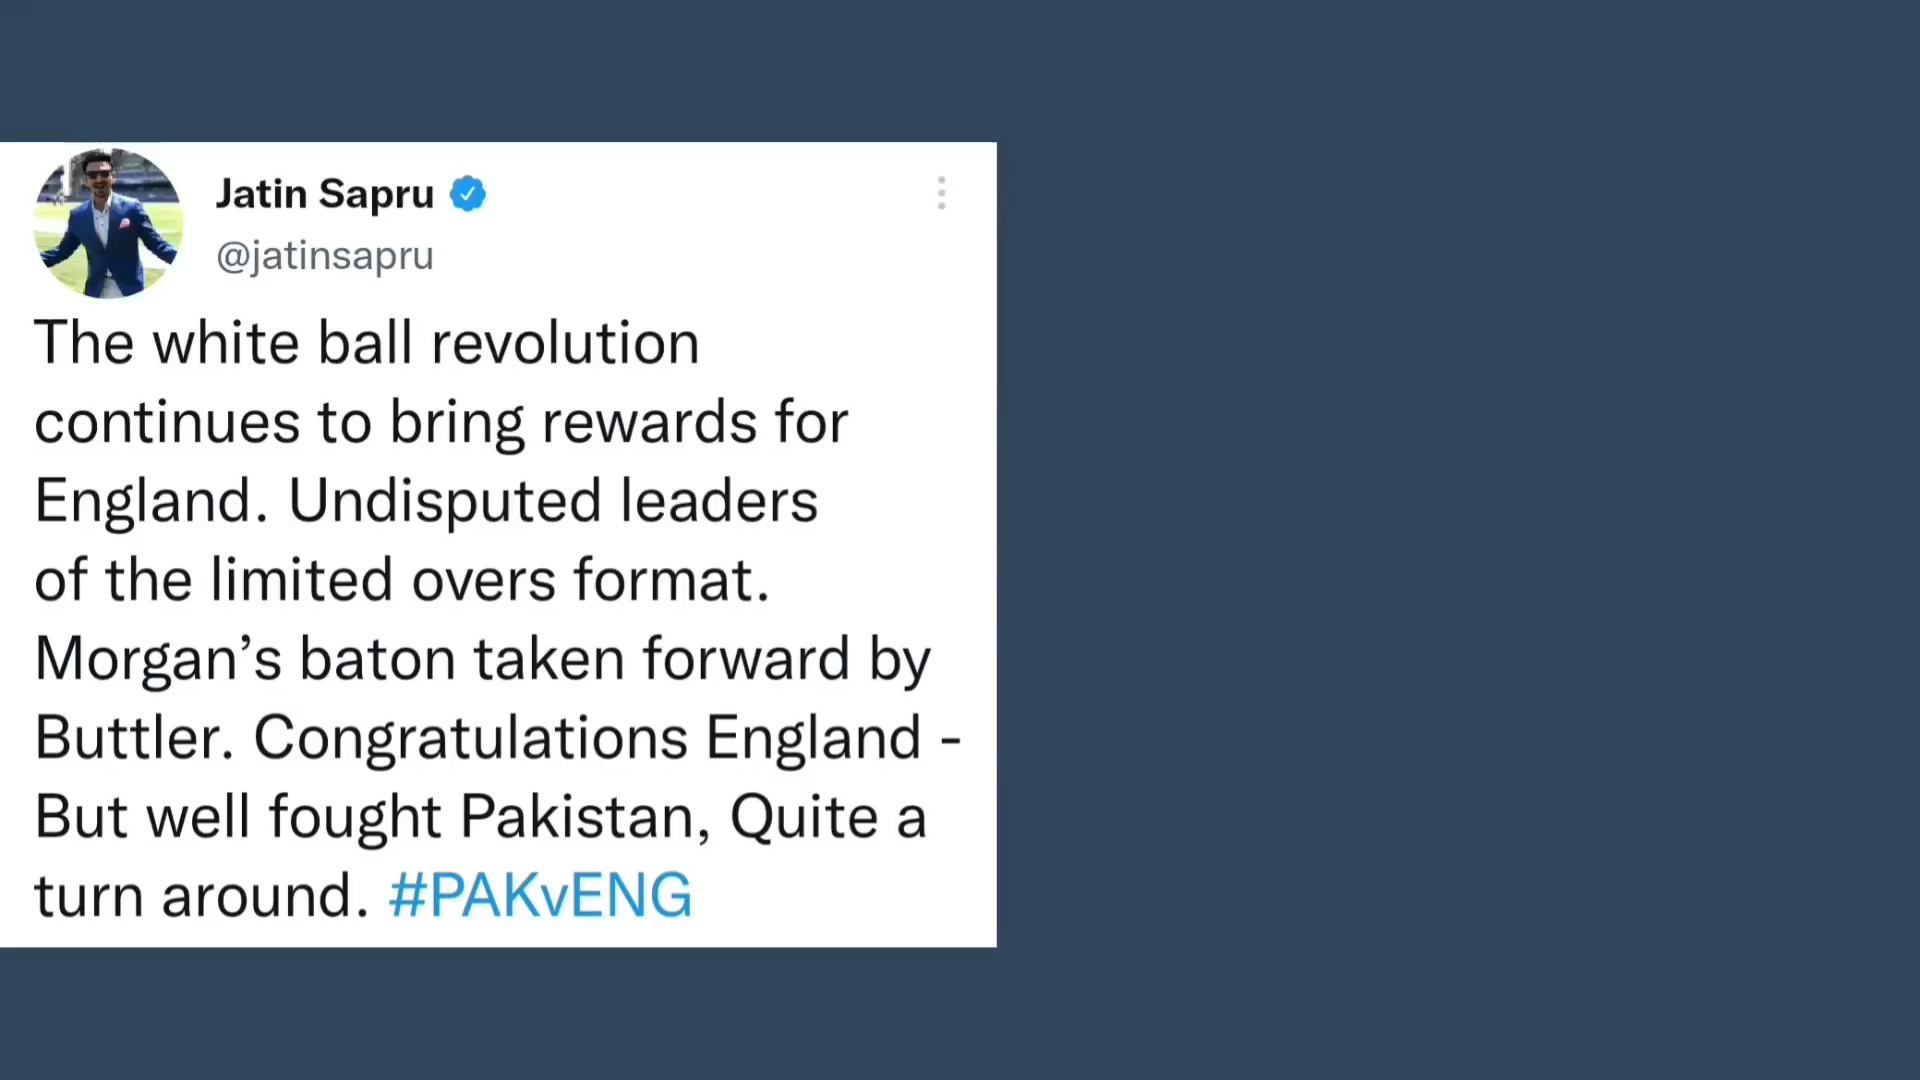 Jatin Sapru
@jatinsapru
The white ball revolution
continues to bring rewards for
England. Undisputed leaders
of the limited overs format.
Morgan’s baton taken forward by
Buttler. Congratulations England -
But well fought Pakistan, Quite a
turn around. #PAKvENG